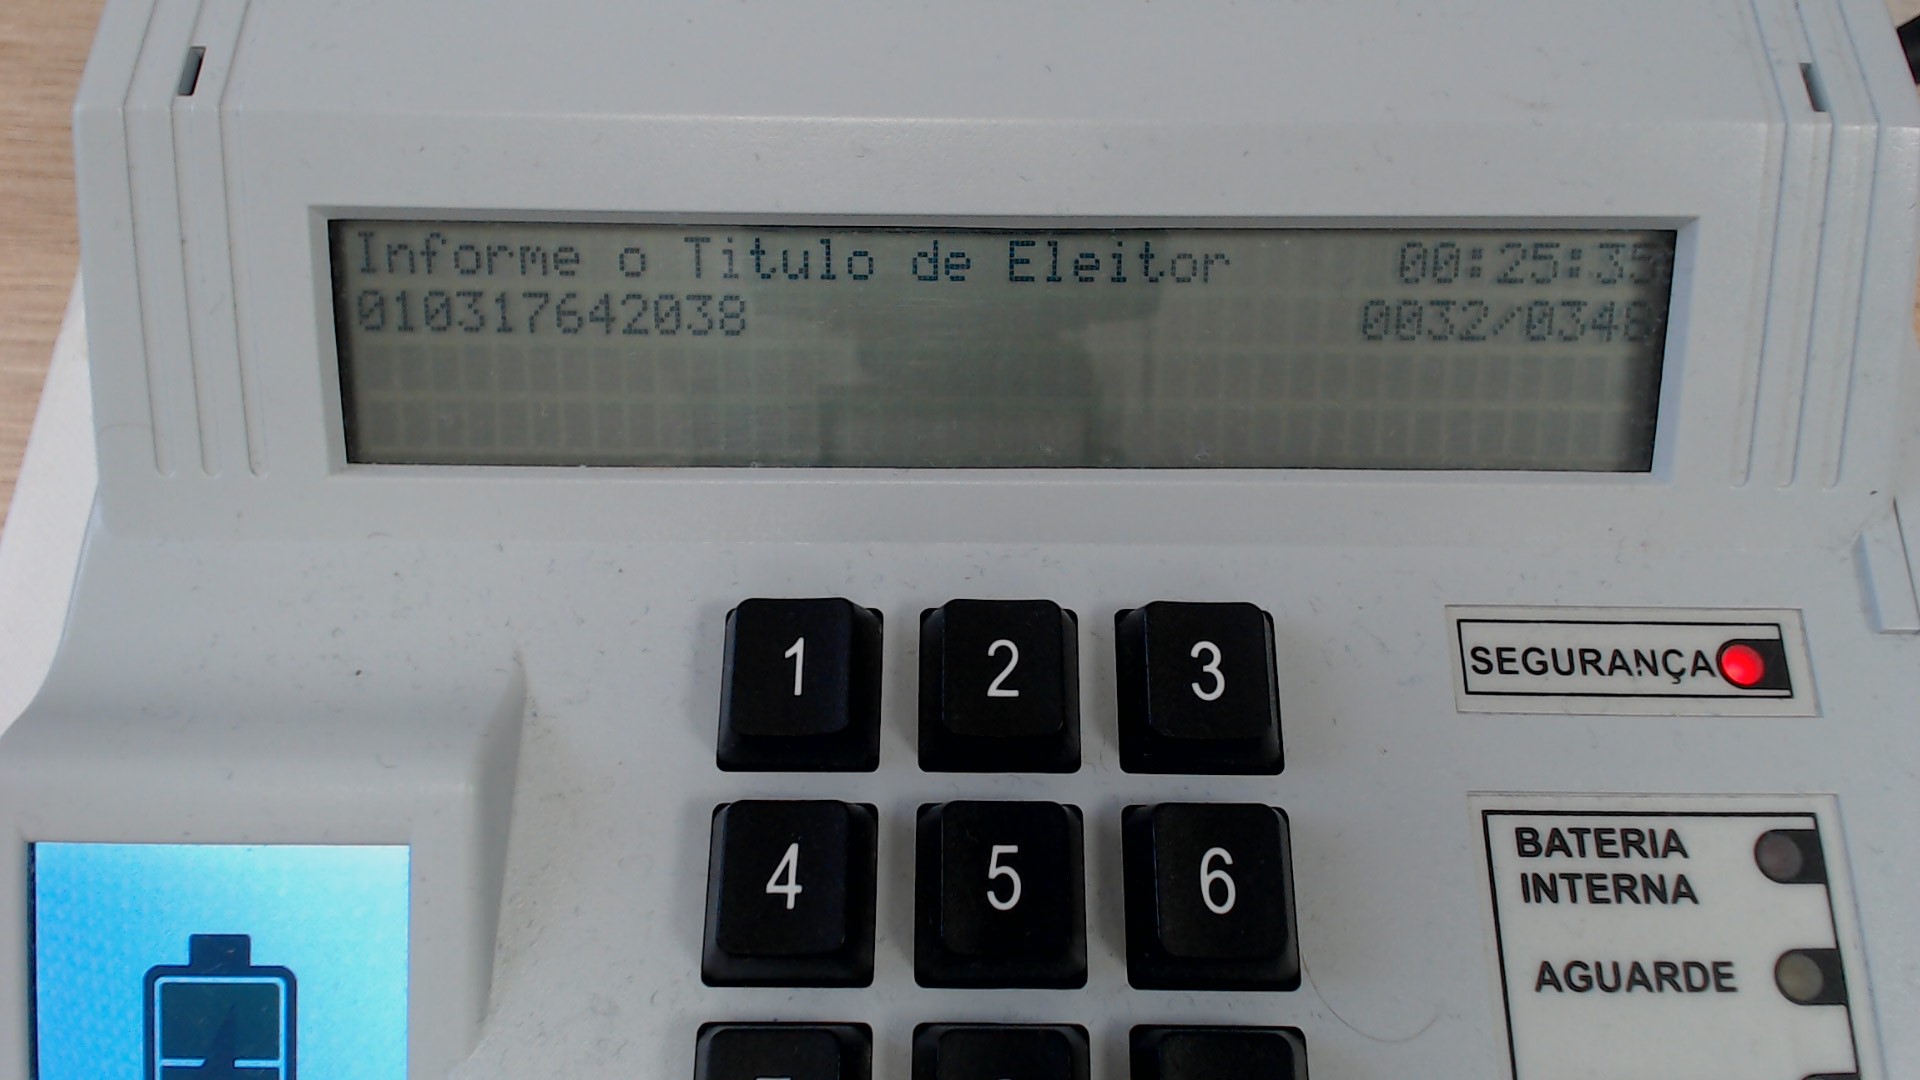 Informe o Titulo de Eleitor 00:25:35
010317642038 0032/0348
1 2 3
SEGURANÇA
4 5 6
BATERIA
INTERNA
AGUARDE